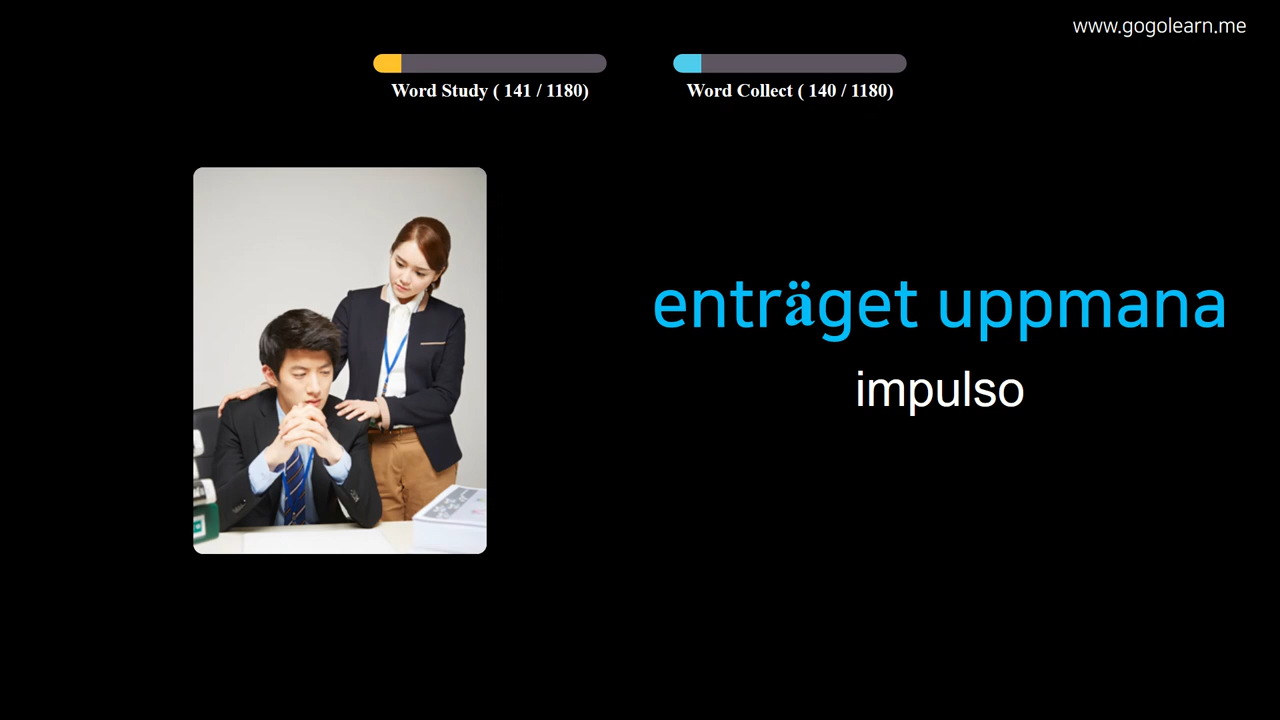 www.gogolearn.me
Word Study ( 141 / 1180)
Word Collect ( 140 / 1180)
enträget uppmana
impulso